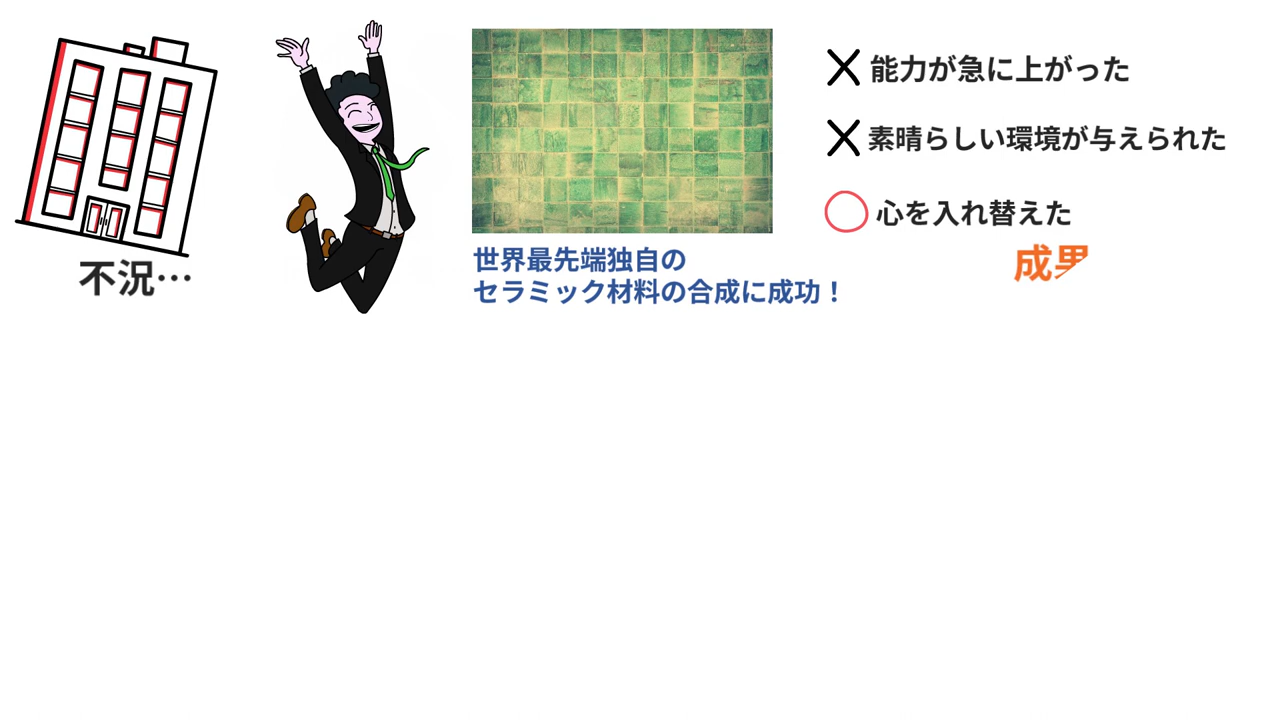 不況…
世界最先端独自の
セラミック材料の合成に成功！
能力が急に上がった
素晴らしい環境が与えられた
心を入れ替えた
成果